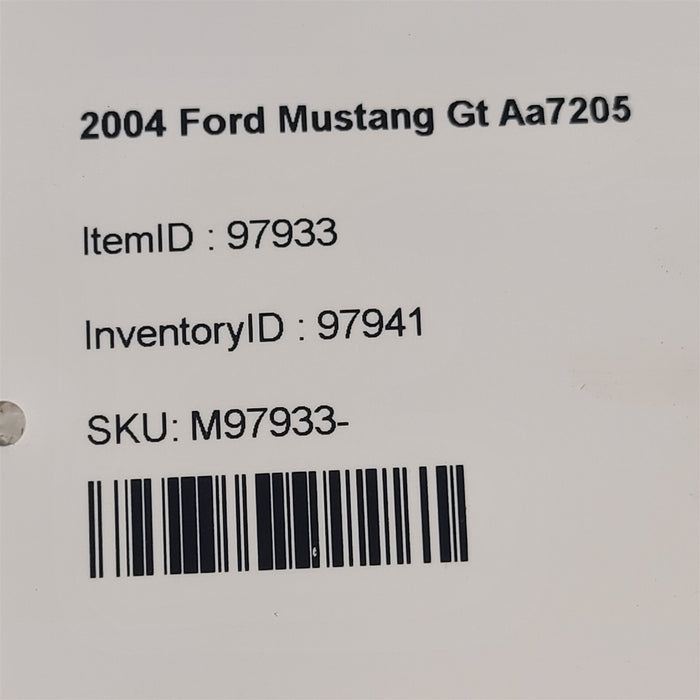 2004 Ford Mustang Gt Aa7205
ItemID : 97933
InventoryID : 97941
SKU: M97933-